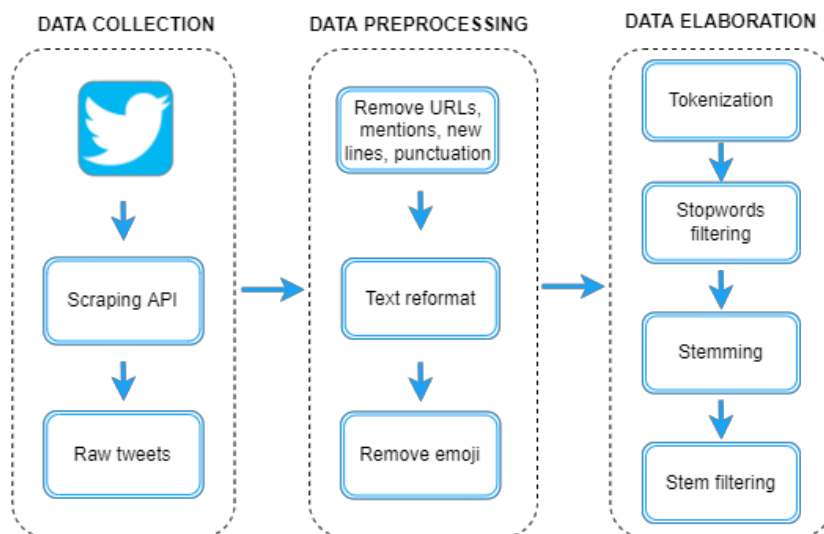 DATA COLLECTION
Scraping API
Raw tweets
DATA PREPROCESSING
Remove URLs,
mentions, new
lines, punctuation
Text reformat
Remove emoji
DATA ELABORATION
Tokenization
Stopwords
filtering
Stemming
Stem filtering